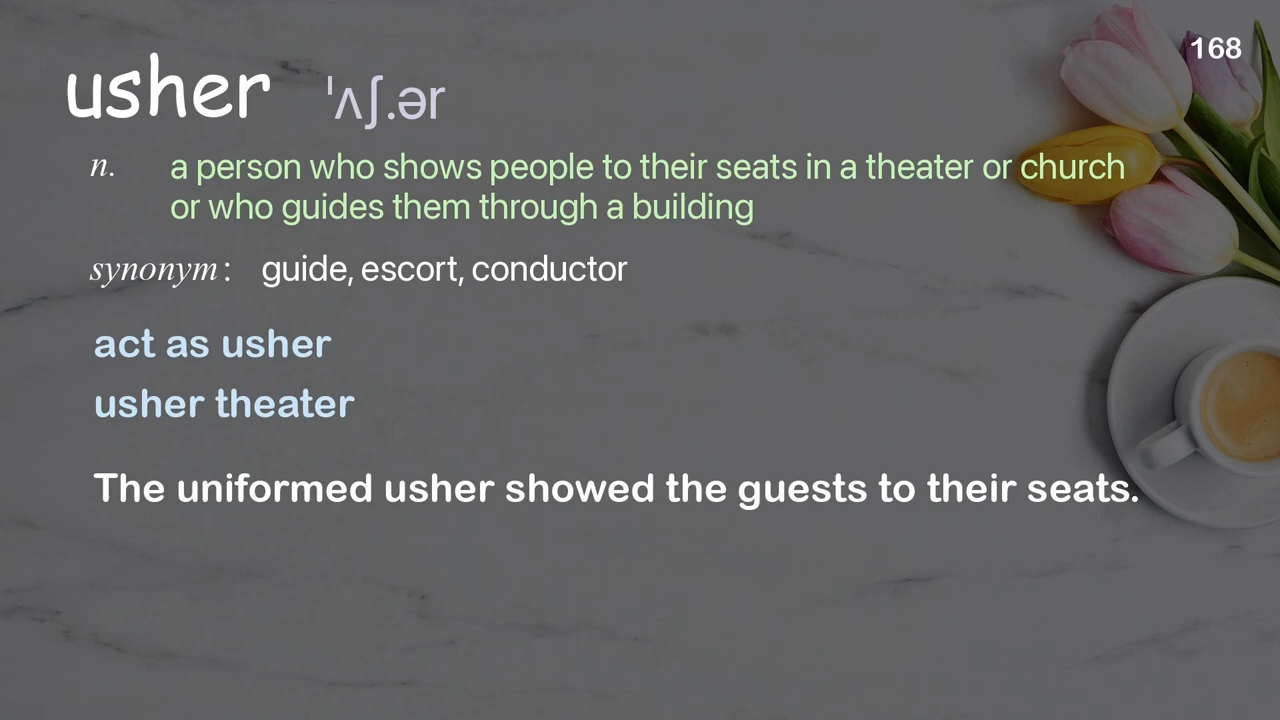 168
usher ˈʌʃ.ər
n. a person who shows people to their seats in a theater or church
or who guides them through a building
synonym: guide, escort, conductor
act as usher
usher theater
The uniformed usher showed the guests to their seats.